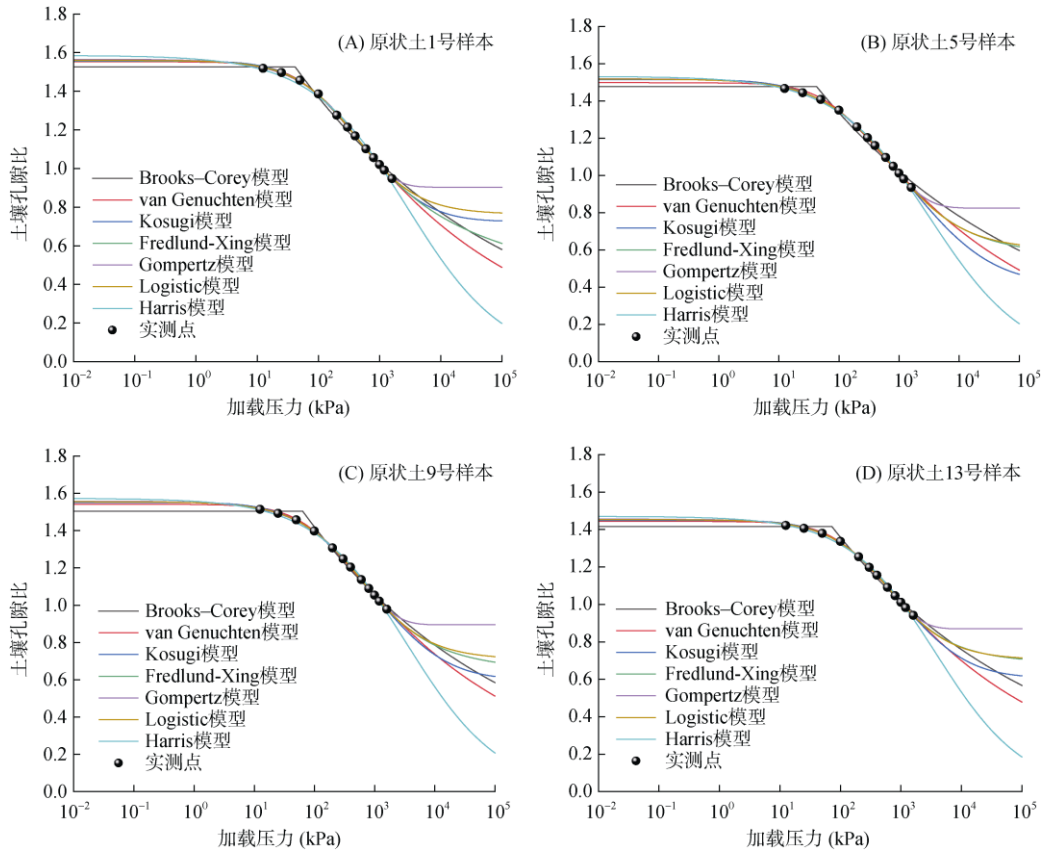 (A) 原状土1号样本
1.8
1.6
1.4
1.2
1.0
0.8
0.6
0.4
0.2
0.0
土壤孔隙比
Brooks–Corey模型
van Genuchten模型
Kosugi模型
Fredlund-Xing模型
Gompertz模型
Logistic模型
Harris模型
实测点
10⁻² 10⁻¹ 10⁰ 10¹ 10² 10³ 10⁴ 10⁵
加载压力 (kPa)
(B) 原状土5号样本
1.8
1.6
1.4
1.2
1.0
0.8
0.6
0.4
0.2
0.0
土壤孔隙比
Brooks–Corey模型
van Genuchten模型
Kosugi模型
Fredlund-Xing模型
Gompertz模型
Logistic模型
Harris模型
实测点
10⁻² 10⁻¹ 10⁰ 10¹ 10² 10³ 10⁴ 10⁵
加载压力 (kPa)
(C) 原状土9号样本
1.8
1.6
1.4
1.2
1.0
0.8
0.6
0.4
0.2
0.0
土壤孔隙比
Brooks–Corey模型
van Genuchten模型
Kosugi模型
Fredlund-Xing模型
Gompertz模型
Logistic模型
Harris模型
实测点
10⁻² 10⁻¹ 10⁰ 10¹ 10² 10³ 10⁴ 10⁵
加载压力 (kPa)
(D) 原状土13号样本
1.8
1.6
1.4
1.2
1.0
0.8
0.6
0.4
0.2
0.0
土壤孔隙比
Brooks–Corey模型
van Genuchten模型
Kosugi模型
Fredlund-Xing模型
Gompertz模型
Logistic模型
Harris模型
实测点
10⁻² 10⁻¹ 10⁰ 10¹ 10² 10³ 10⁴ 10⁵
加载压力 (kPa)